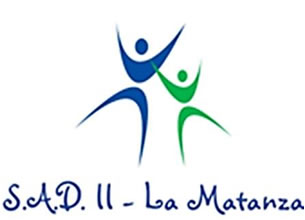 S.A.D. II - La Matanza